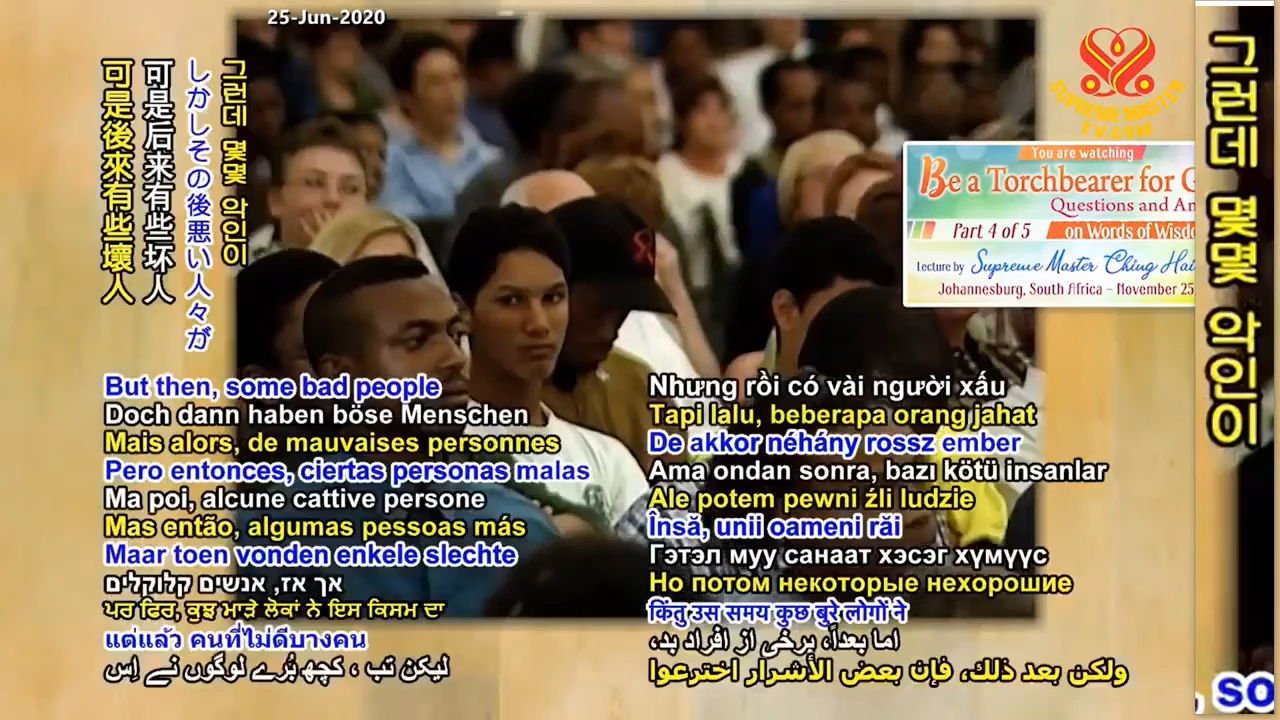 25-Jun-2020
그런데 몇몇 악인이
しかしその後悪い人々が
可是后来有些坏人
可是後來有些壞人
SUPREME MASTER
TV.COM
You are watching
Be a Torchbearer for G
Questions and An
Part 4 of 5
on Words of Wisdo
Lecture by Supreme Master Ching Hai
Johannesburg, South Africa – November 25
그런데 몇몇 악인이
But then, some bad people
Doch dann haben böse Menschen
Mais alors, de mauvaises personnes
Pero entonces, ciertas personas malas
Ma poi, alcune cattive persone
Mas então, algumas pessoas más
Maar toen vonden enkele slechte
אך אז, אנשים קלוקלים
ਪਰ ਫਿਰ, ਕੁਝ ਮਾੜੇ ਲੋਕਾਂ ਨੇ ਇਸ ਕਿਸਮ ਦਾ
แต่แล้ว คนที่ไม่ดีบางคน
لیکن تب ، کچھ بُرے لوگوں نے اِس
Nhưng rồi có vài người xấu
Tapi lalu, beberapa orang jahat
De akkor néhány rossz ember
Ama ondan sonra, bazı kötü insanlar
Ale potem pewni źli ludzie
Însă, unii oameni răi
Гэтэл муу санаат хэсэг хүмүүс
Но потом некоторые нехорошие
किंतु उस समय कुछ बुरे लोगों ने
اما بعداً، برخی از افراد بد،
ولكن بعد ذلك، فإن بعض الأشرار اخترعوا
, so